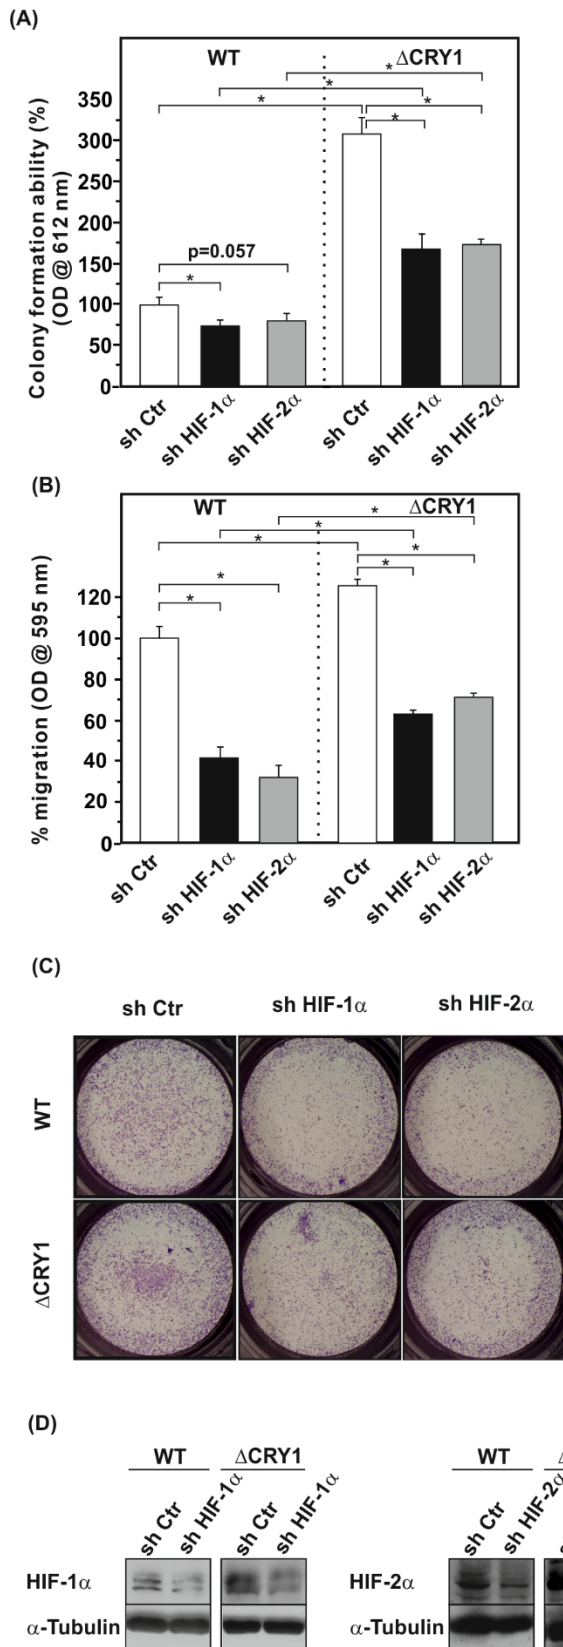 (A)
WT ΔCRY1
Colony formation ability (%)
(OD @ 612 nm)
350
300
250
200
150
100
50
0
* * * * *
p=0.057
*
sh Ctr sh HIF-1α sh HIF-2α sh Ctr sh HIF-1α sh HIF-2α
(B)
WT ΔCRY1
% migration (OD @ 595 nm)
120
100
80
60
40
20
0
* * * * * * *
sh Ctr sh HIF-1α sh HIF-2α sh Ctr sh HIF-1α sh HIF-2α
(C)
sh Ctr sh HIF-1α sh HIF-2α
WT
ΔCRY1
(D)
WT ΔCRY1 WT
sh Ctr sh HIF-1α sh Ctr sh HIF-1α sh Ctr sh HIF-2α
HIF-1α HIF-2α
α-Tubulin α-Tubulin